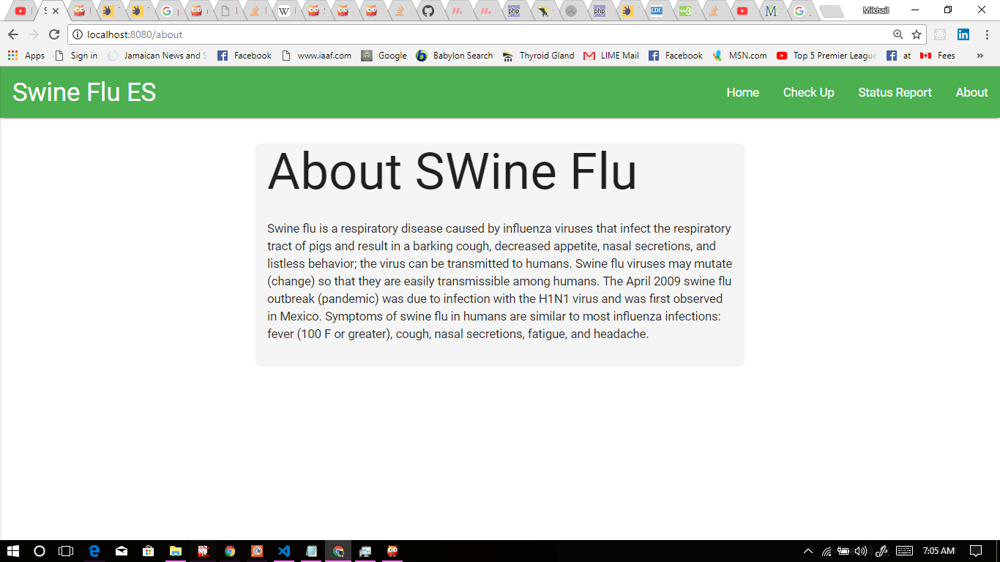 Mikhail
localhost:8080/about
Apps Sign in Jamaican News and S Facebook www.iaaf.com Google Babylon Search Thyroid Gland LIME Mail Facebook MSN.com Top 5 Premier League at Fees »
Swine Flu ES Home Check Up Status Report About
About SWine Flu
Swine flu is a respiratory disease caused by influenza viruses that infect the respiratory
tract of pigs and result in a barking cough, decreased appetite, nasal secretions, and
listless behavior; the virus can be transmitted to humans. Swine flu viruses may mutate
(change) so that they are easily transmissible among humans. The April 2009 swine flu
outbreak (pandemic) was due to infection with the H1N1 virus and was first observed
in Mexico. Symptoms of swine flu in humans are similar to most influenza infections:
fever (100 F or greater), cough, nasal secretions, fatigue, and headache.
7:05 AM